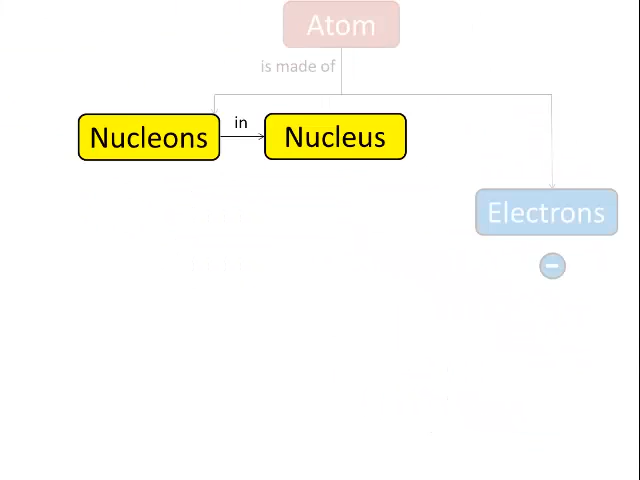 Atom
is made of
in
Nucleons
Nucleus
Electrons
−